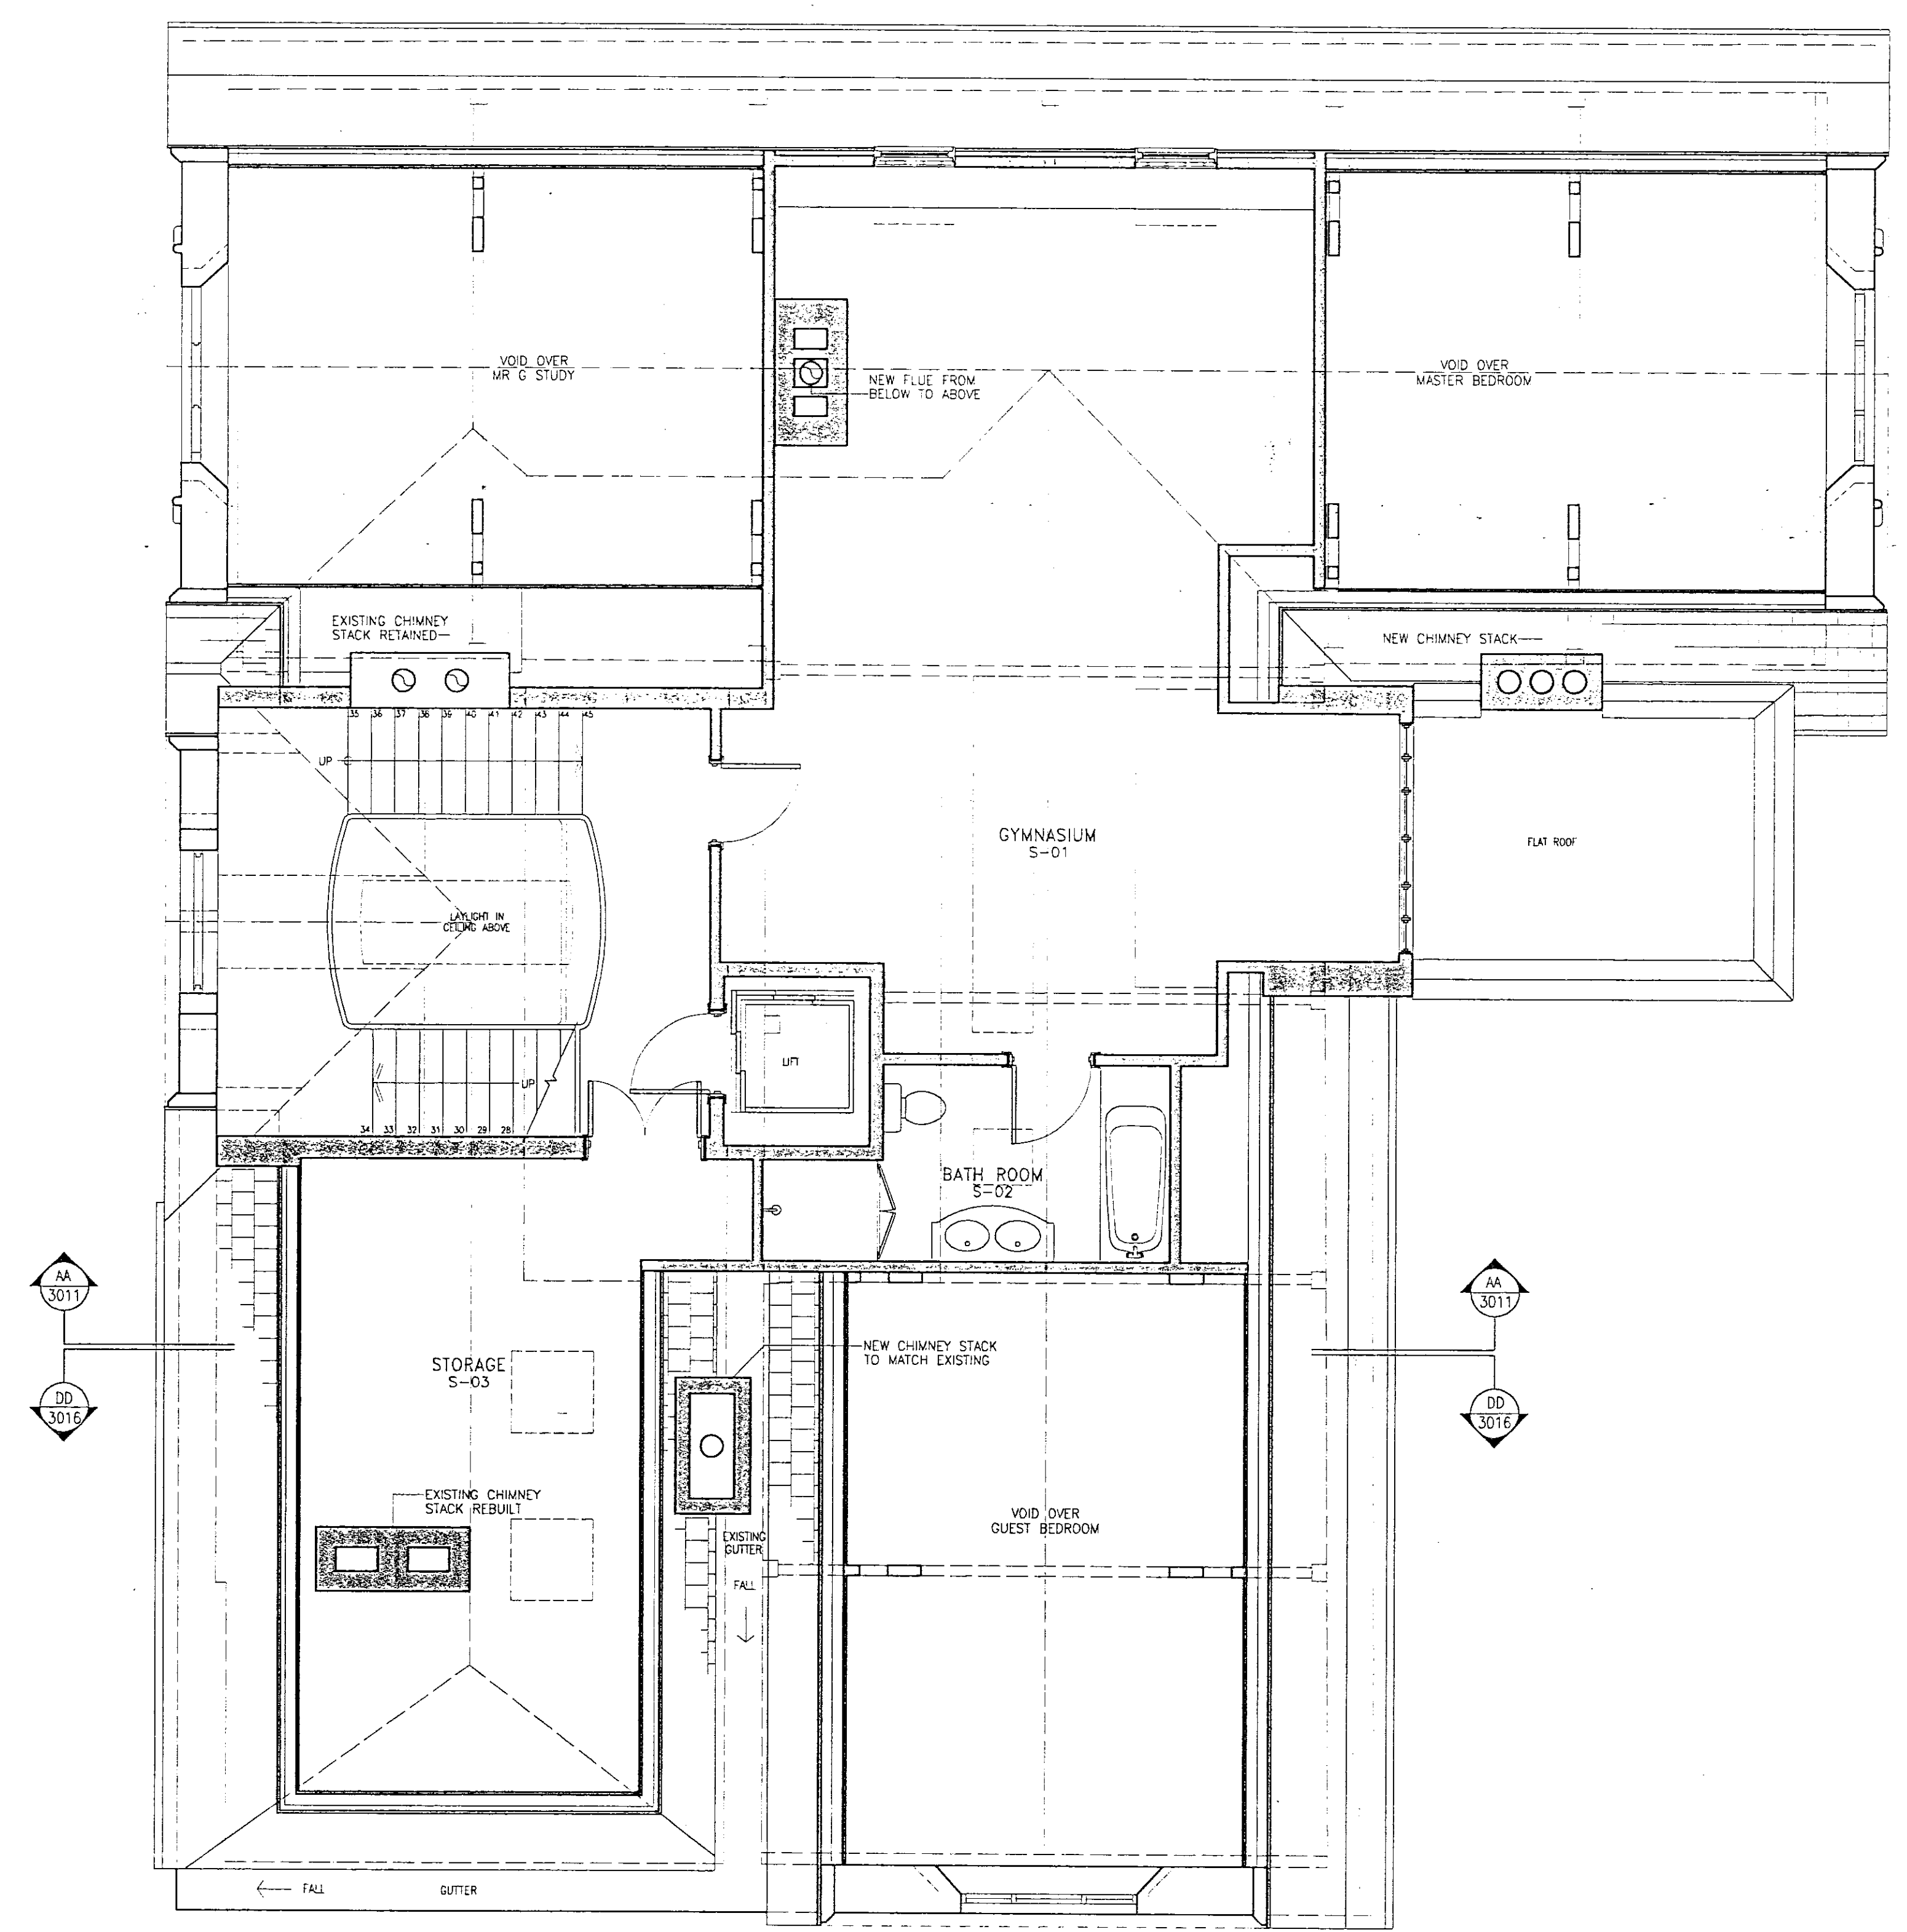 VOID OVER
MR G STUDY
NEW FLUE FROM
BELOW TO ABOVE
VOID OVER
MASTER BEDROOM
EXISTING CHIMNEY
STACK RETAINED
NEW CHIMNEY STACK
35 36 37 38 39 40 41 42 43 44 45
UP
GYMNASIUM
S-01
FLAT ROOF
LAYLIGHT IN
CEILING ABOVE
LIFT
UP
34 33 32 31 30 29 28
BATH ROOM
S-02
AA
3011
DD
3016
AA
3011
DD
3016
STORAGE
S-03
NEW CHIMNEY STACK
TO MATCH EXISTING
EXISTING CHIMNEY
STACK REBUILT
EXISTING
GUTTER
FALL
VOID OVER
GUEST BEDROOM
FALL
GUTTER